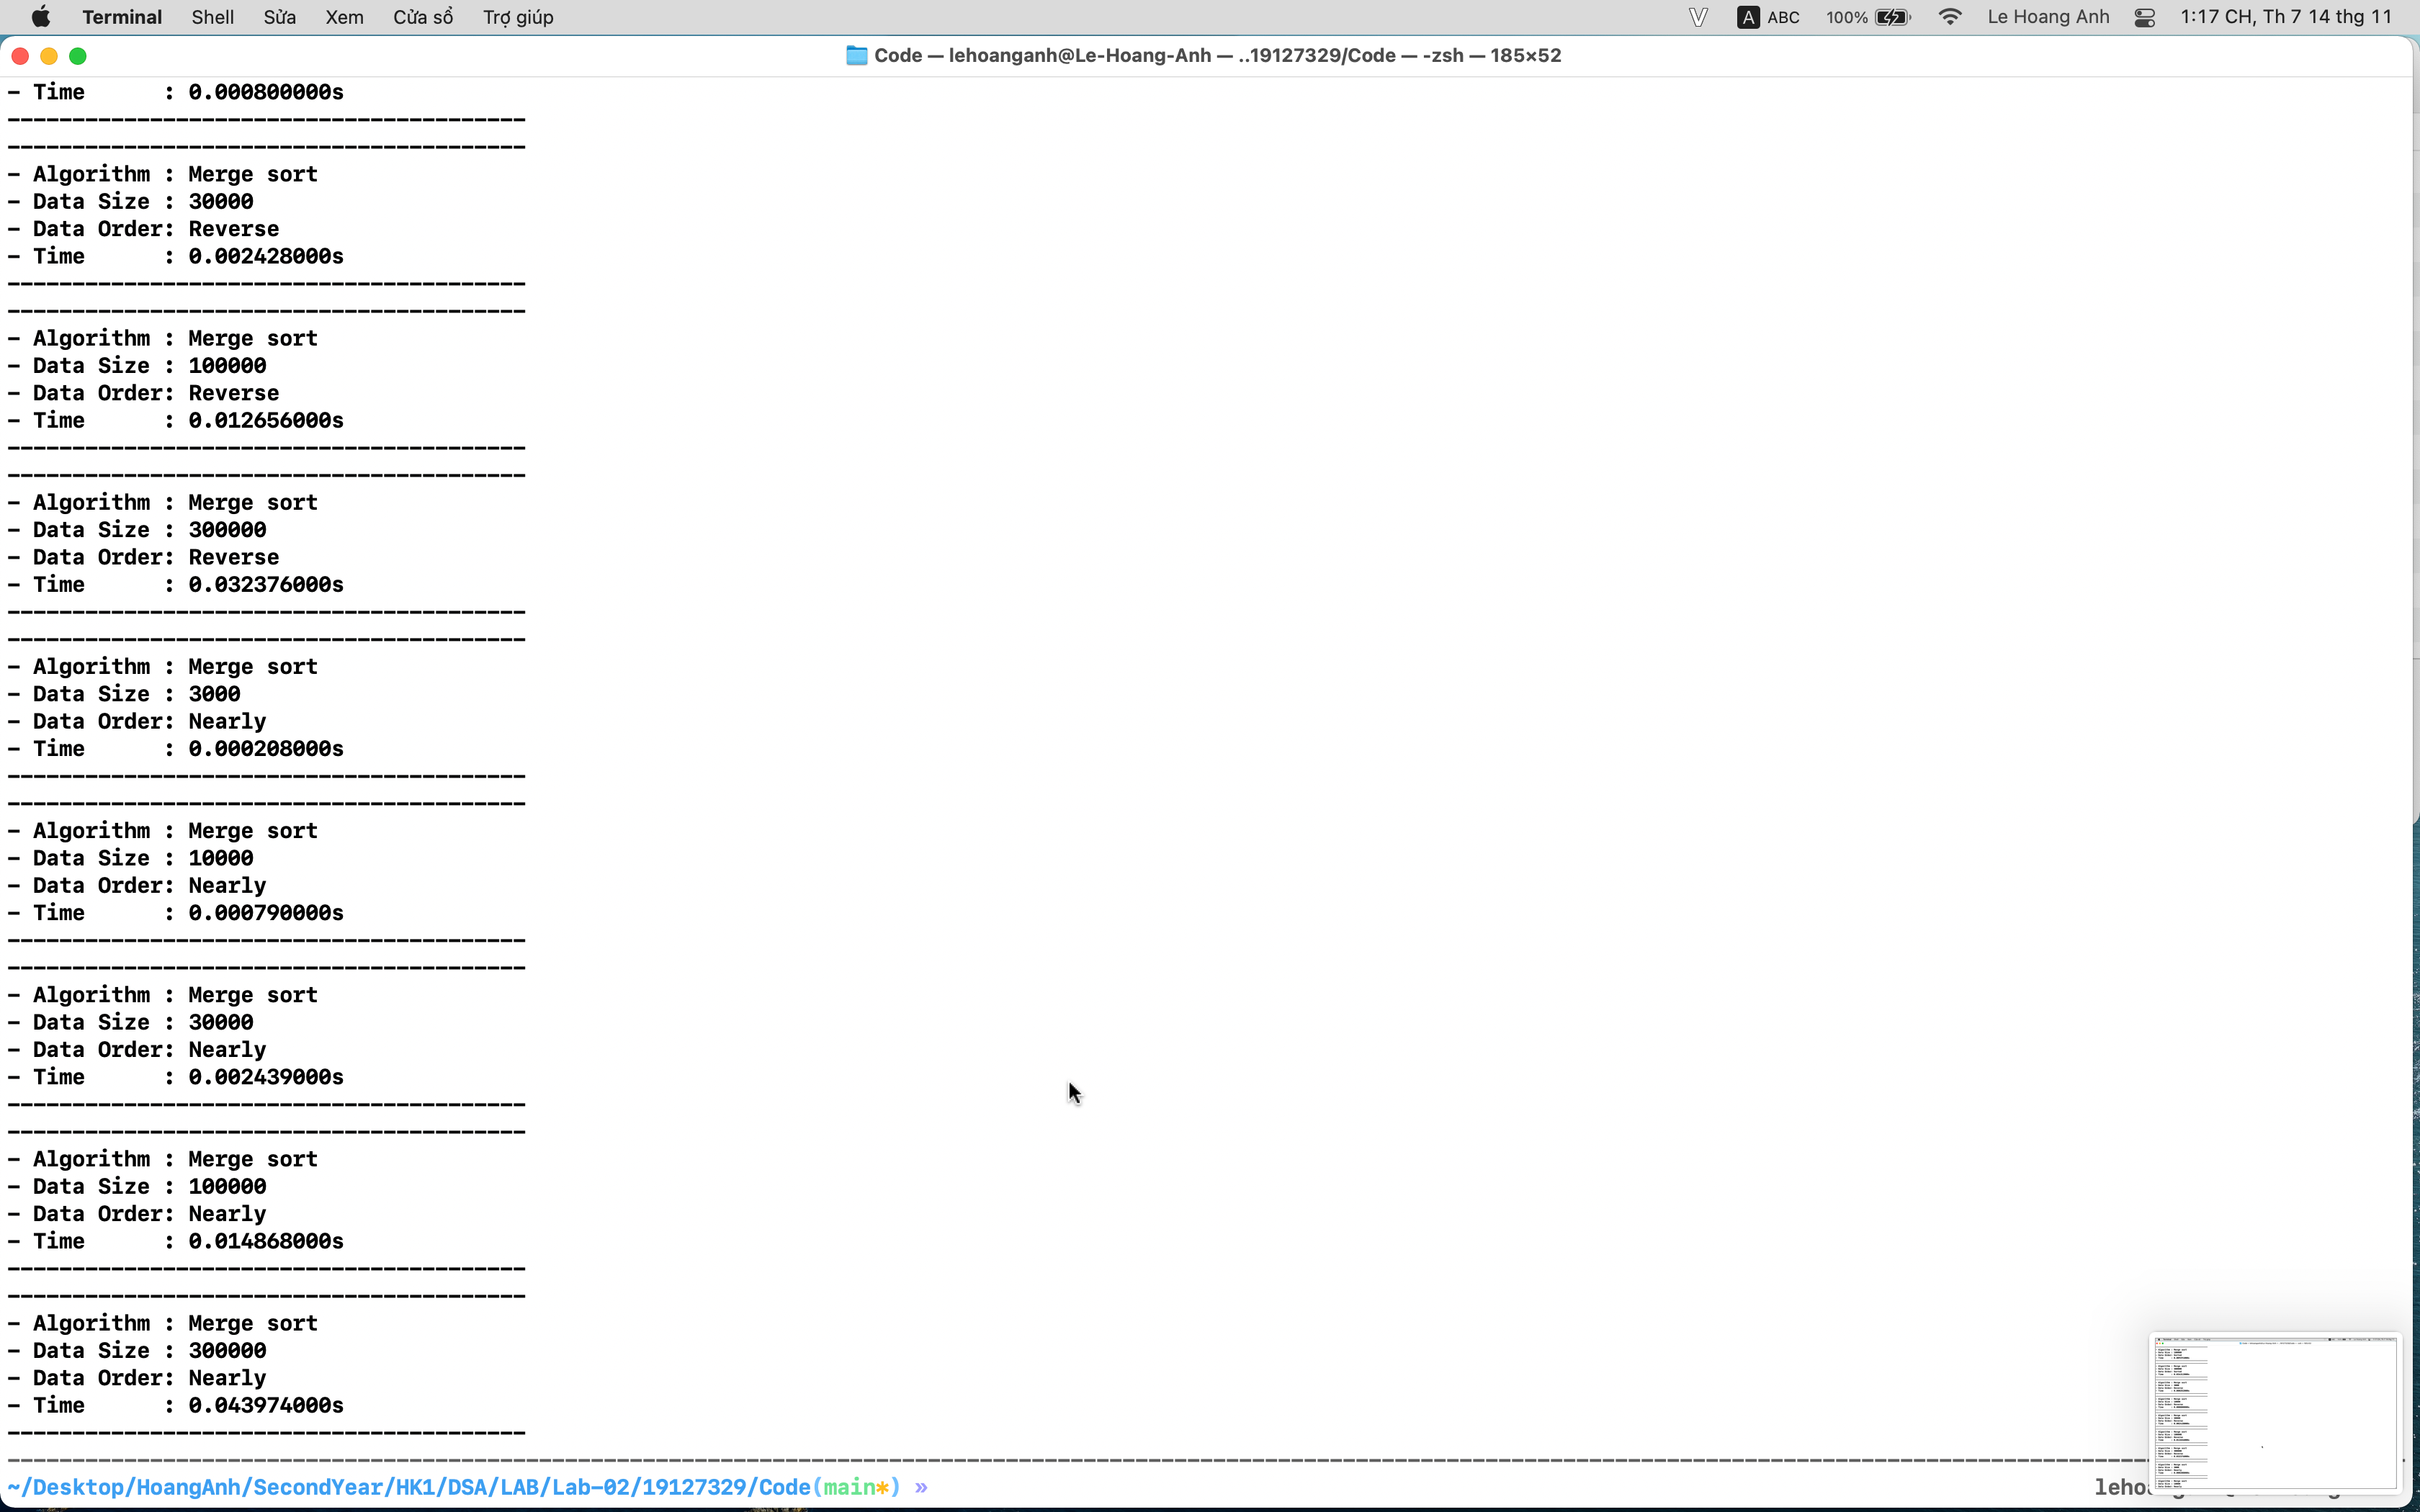 Terminal Shell Sửa Xem Cửa sổ Trợ giúp V A ABC 100% Le Hoang Anh 1:17 CH, Th 7 14 thg 11
Code — lehoanganh@Le-Hoang-Anh — ..19127329/Code — -zsh — 185×52
- Time : 0.000800000s
----------------------------------------
----------------------------------------
- Algorithm : Merge sort
- Data Size : 30000
- Data Order: Reverse
- Time : 0.002428000s
----------------------------------------
----------------------------------------
- Algorithm : Merge sort
- Data Size : 100000
- Data Order: Reverse
- Time : 0.012656000s
----------------------------------------
----------------------------------------
- Algorithm : Merge sort
- Data Size : 300000
- Data Order: Reverse
- Time : 0.032376000s
----------------------------------------
----------------------------------------
- Algorithm : Merge sort
- Data Size : 3000
- Data Order: Nearly
- Time : 0.000208000s
----------------------------------------
----------------------------------------
- Algorithm : Merge sort
- Data Size : 10000
- Data Order: Nearly
- Time : 0.000790000s
----------------------------------------
----------------------------------------
- Algorithm : Merge sort
- Data Size : 30000
- Data Order: Nearly
- Time : 0.002439000s
----------------------------------------
----------------------------------------
- Algorithm : Merge sort
- Data Size : 100000
- Data Order: Nearly
- Time : 0.014868000s
----------------------------------------
----------------------------------------
- Algorithm : Merge sort
- Data Size : 300000
- Data Order: Nearly
- Time : 0.043974000s
----------------------------------------
~/Desktop/HoangAnh/SecondYear/HK1/DSA/LAB/Lab-02/19127329/Code(main*) » leho